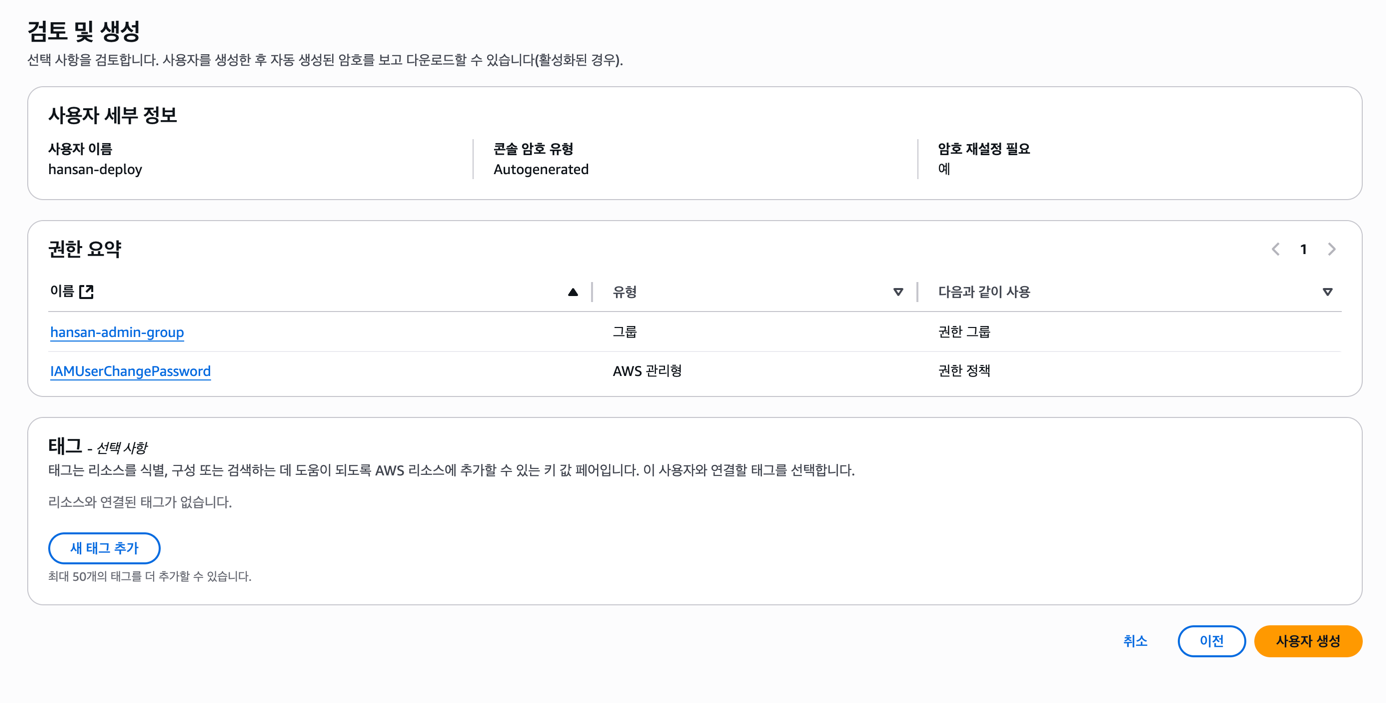 검토 및 생성
선택 사항을 검토합니다. 사용자를 생성한 후 자동 생성된 암호를 보고 다운로드할 수 있습니다(활성화된 경우).
사용자 세부 정보
사용자 이름
hansan-deploy
콘솔 암호 유형
Autogenerated
암호 재설정 필요
예
권한 요약
1
이름 유형 다음과 같이 사용
hansan-admin-group 그룹 권한 그룹
IAMUserChangePassword AWS 관리형 권한 정책
태그 - 선택 사항
태그는 리소스를 식별, 구성 또는 검색하는 데 도움이 되도록 AWS 리소스에 추가할 수 있는 키 값 페어입니다. 이 사용자와 연결할 태그를 선택합니다.
리소스와 연결된 태그가 없습니다.
새 태그 추가
최대 50개의 태그를 더 추가할 수 있습니다.
취소 이전 사용자 생성